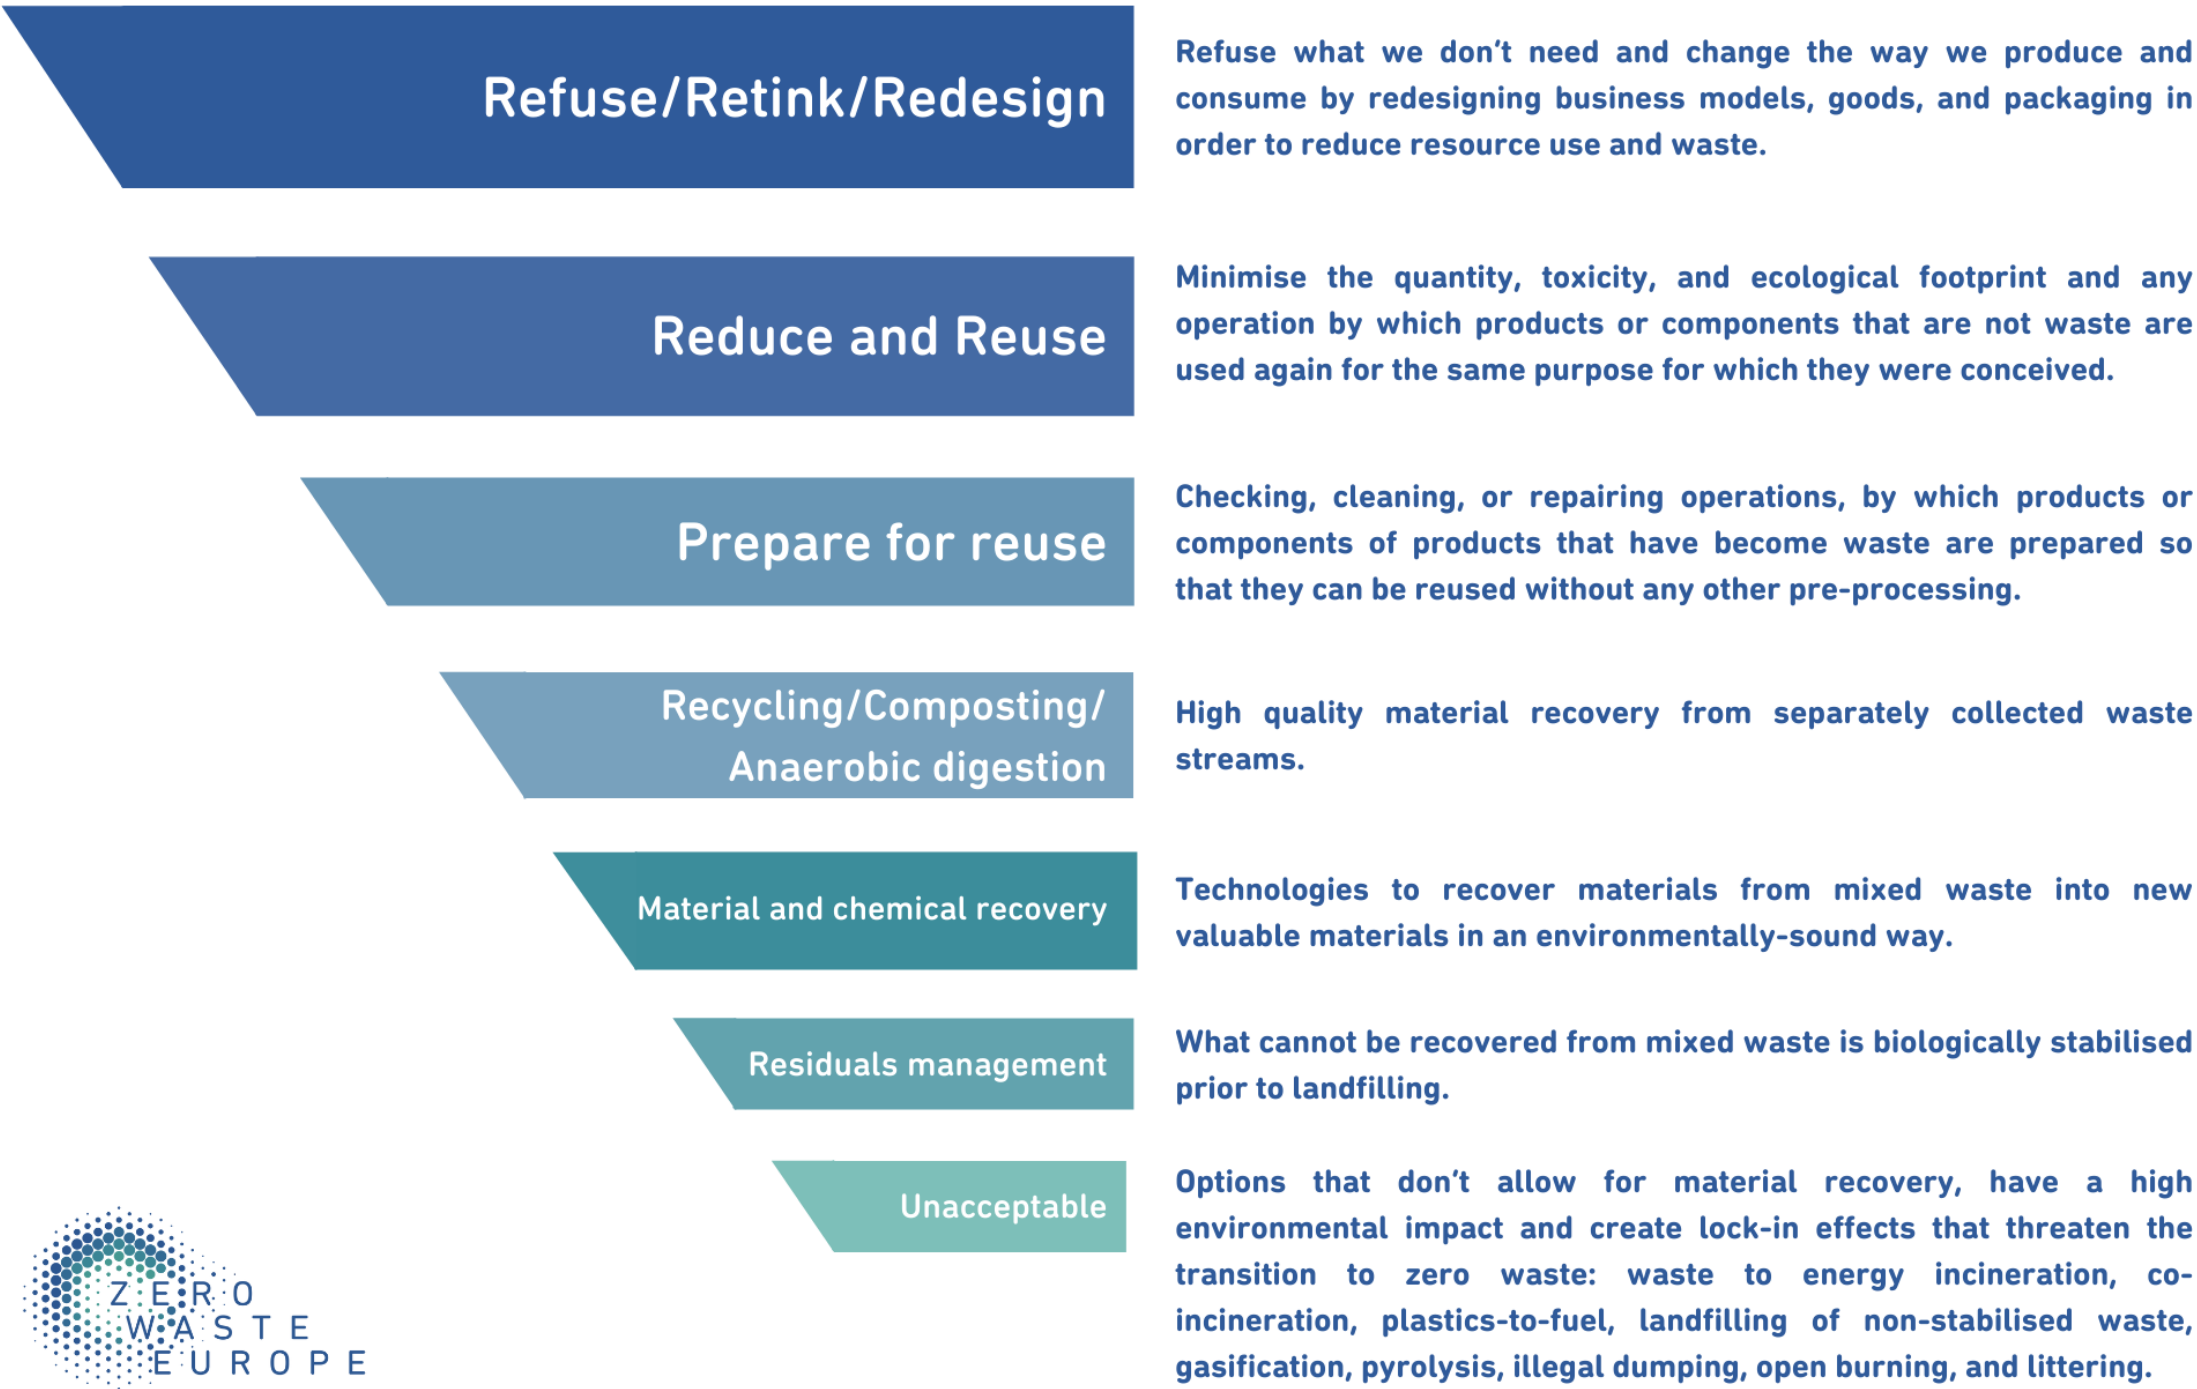 Refuse/Retink/Redesign
Refuse what we don't need and change the way we produce and
consume by redesigning business models, goods, and packaging in
order to reduce resource use and waste.
Reduce and Reuse
Minimise the quantity, toxicity, and ecological footprint and any
operation by which products or components that are not waste are
used again for the same purpose for which they were conceived.
Prepare for reuse
Checking, cleaning, or repairing operations, by which products or
components of products that have become waste are prepared so
that they can be reused without any other pre-processing.
Recycling/Composting/
Anaerobic digestion
High quality material recovery from separately collected waste
streams.
Material and chemical recovery
Technologies to recover materials from mixed waste into new
valuable materials in an environmentally-sound way.
Residuals management
What cannot be recovered from mixed waste is biologically stabilised
prior to landfilling.
Unacceptable
Options that don't allow for material recovery, have a high
environmental impact and create lock-in effects that threaten the
transition to zero waste: waste to energy incineration, co-
incineration, plastics-to-fuel, landfilling of non-stabilised waste,
gasification, pyrolysis, illegal dumping, open burning, and littering.
ZERO
WASTE
EUROPE